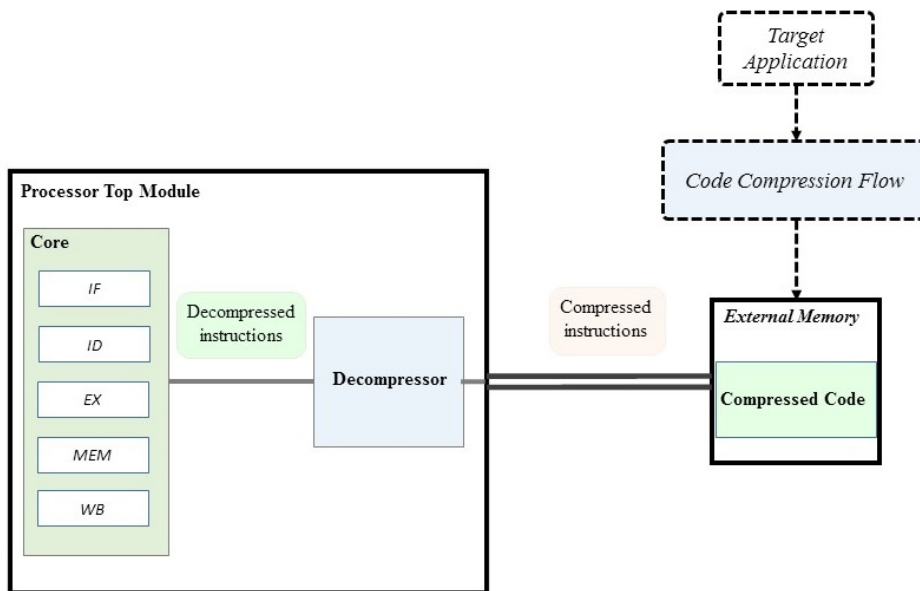 Target
Application
Code Compression Flow
Processor Top Module
Core
IF
ID
EX
MEM
WB
Decompressed
instructions
Decompressor
Compressed
instructions
External Memory
Compressed Code